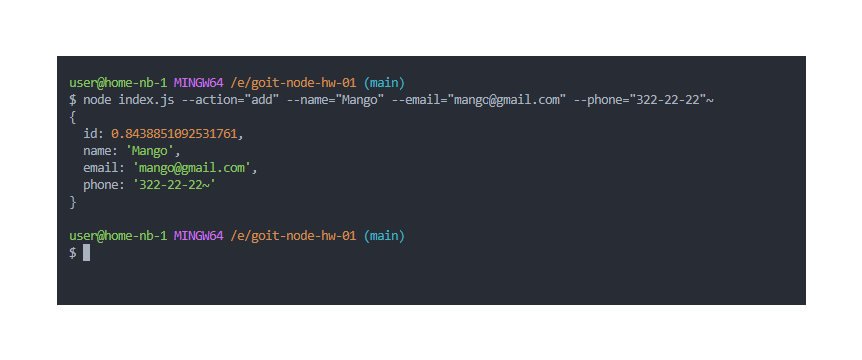 user@home-nb-1 MINGW64 /e/goit-node-hw-01 (main)
$ node index.js --action="add" --name="Mango" --email="mango@gmail.com" --phone="322-22-22"~
{
  id: 0.8438851092531761,
  name: 'Mango',
  email: 'mango@gmail.com',
  phone: '322-22-22~'
}
user@home-nb-1 MINGW64 /e/goit-node-hw-01 (main)
$